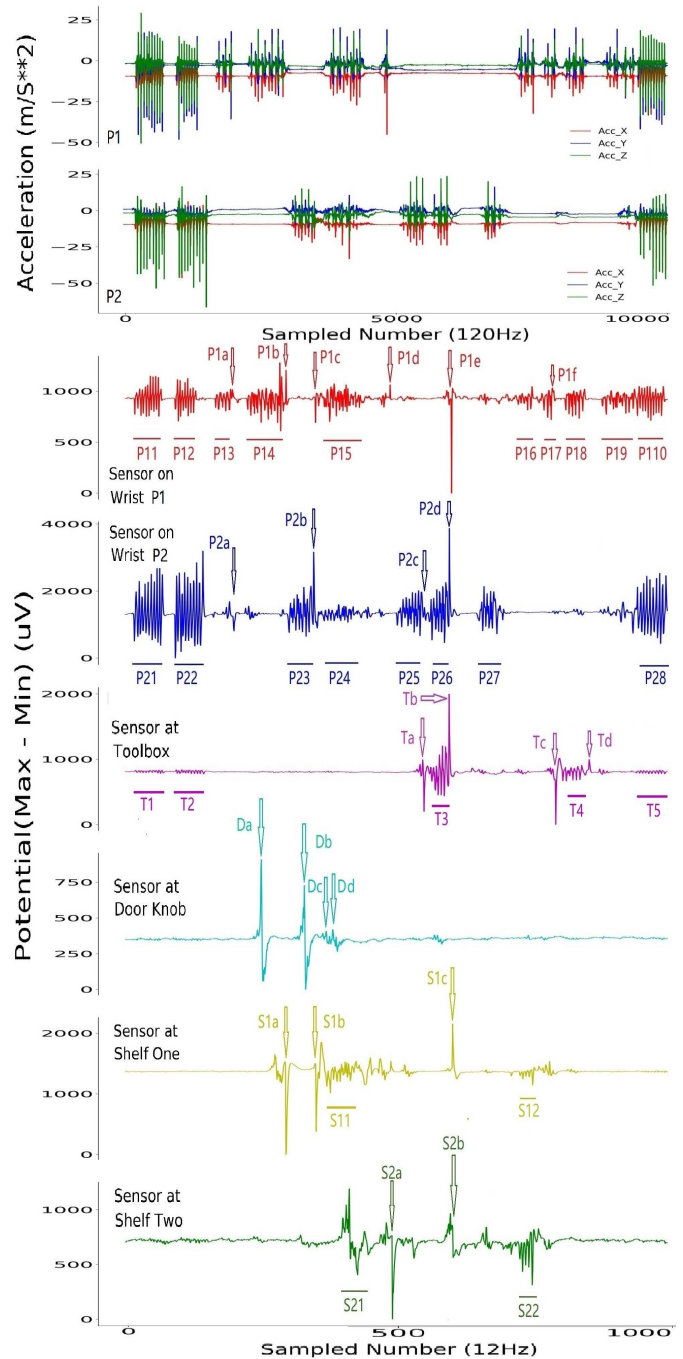 Acceleration (m/S**2)
25
0
−25
−50
P1
Acc_X
Acc_Y
Acc_Z
25
0
−25
−50
P2
Acc_X
Acc_Y
Acc_Z
0 5000 10000
Sampled Number (120Hz)
Potential(Max - Min) (uV)
P1a P1b P1c P1d P1e P1f
1000
500
0
P11 P12 P13 P14 P15 P16 P17 P18 P19 P110
Sensor on
Wrist P1
4000
2000
0
Sensor on
Wrist P2
P2a P2b P2c P2d
P21 P22 P23 P24 P25 P26 P27 P28
2000
1000
0
Sensor at
Toolbox
Ta Tb Tc Td
T1 T2 T3 T4 T5
750
500
250
0
Sensor at
Door Knob
Da Db Dc Dd
2000
1000
0
Sensor at
Shelf One
S1a S1b S1c
S11 S12
1000
500
0
Sensor at
Shelf Two
S2a S2b
S21 S22
0 500 1000
Sampled Number (12Hz)